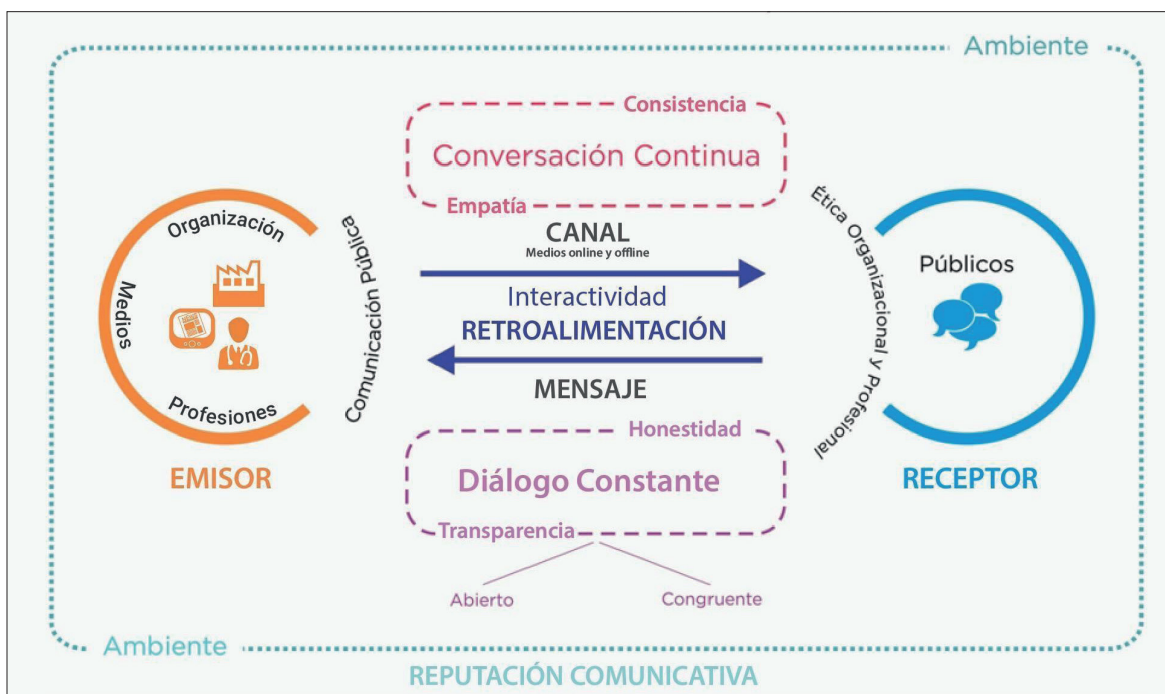 Ambiente
Consistencia
Conversación Continua
Empatía
Organización
Medios
Profesiones
EMISOR
Comunicación Pública
CANAL
Medios online y offline
Interactividad
RETROALIMENTACIÓN
MENSAJE
Ética Organizacional y Profesional
Públicos
RECEPTOR
Honestidad
Diálogo Constante
Transparencia
Abierto
Congruente
Ambiente
REPUTACIÓN COMUNICATIVA